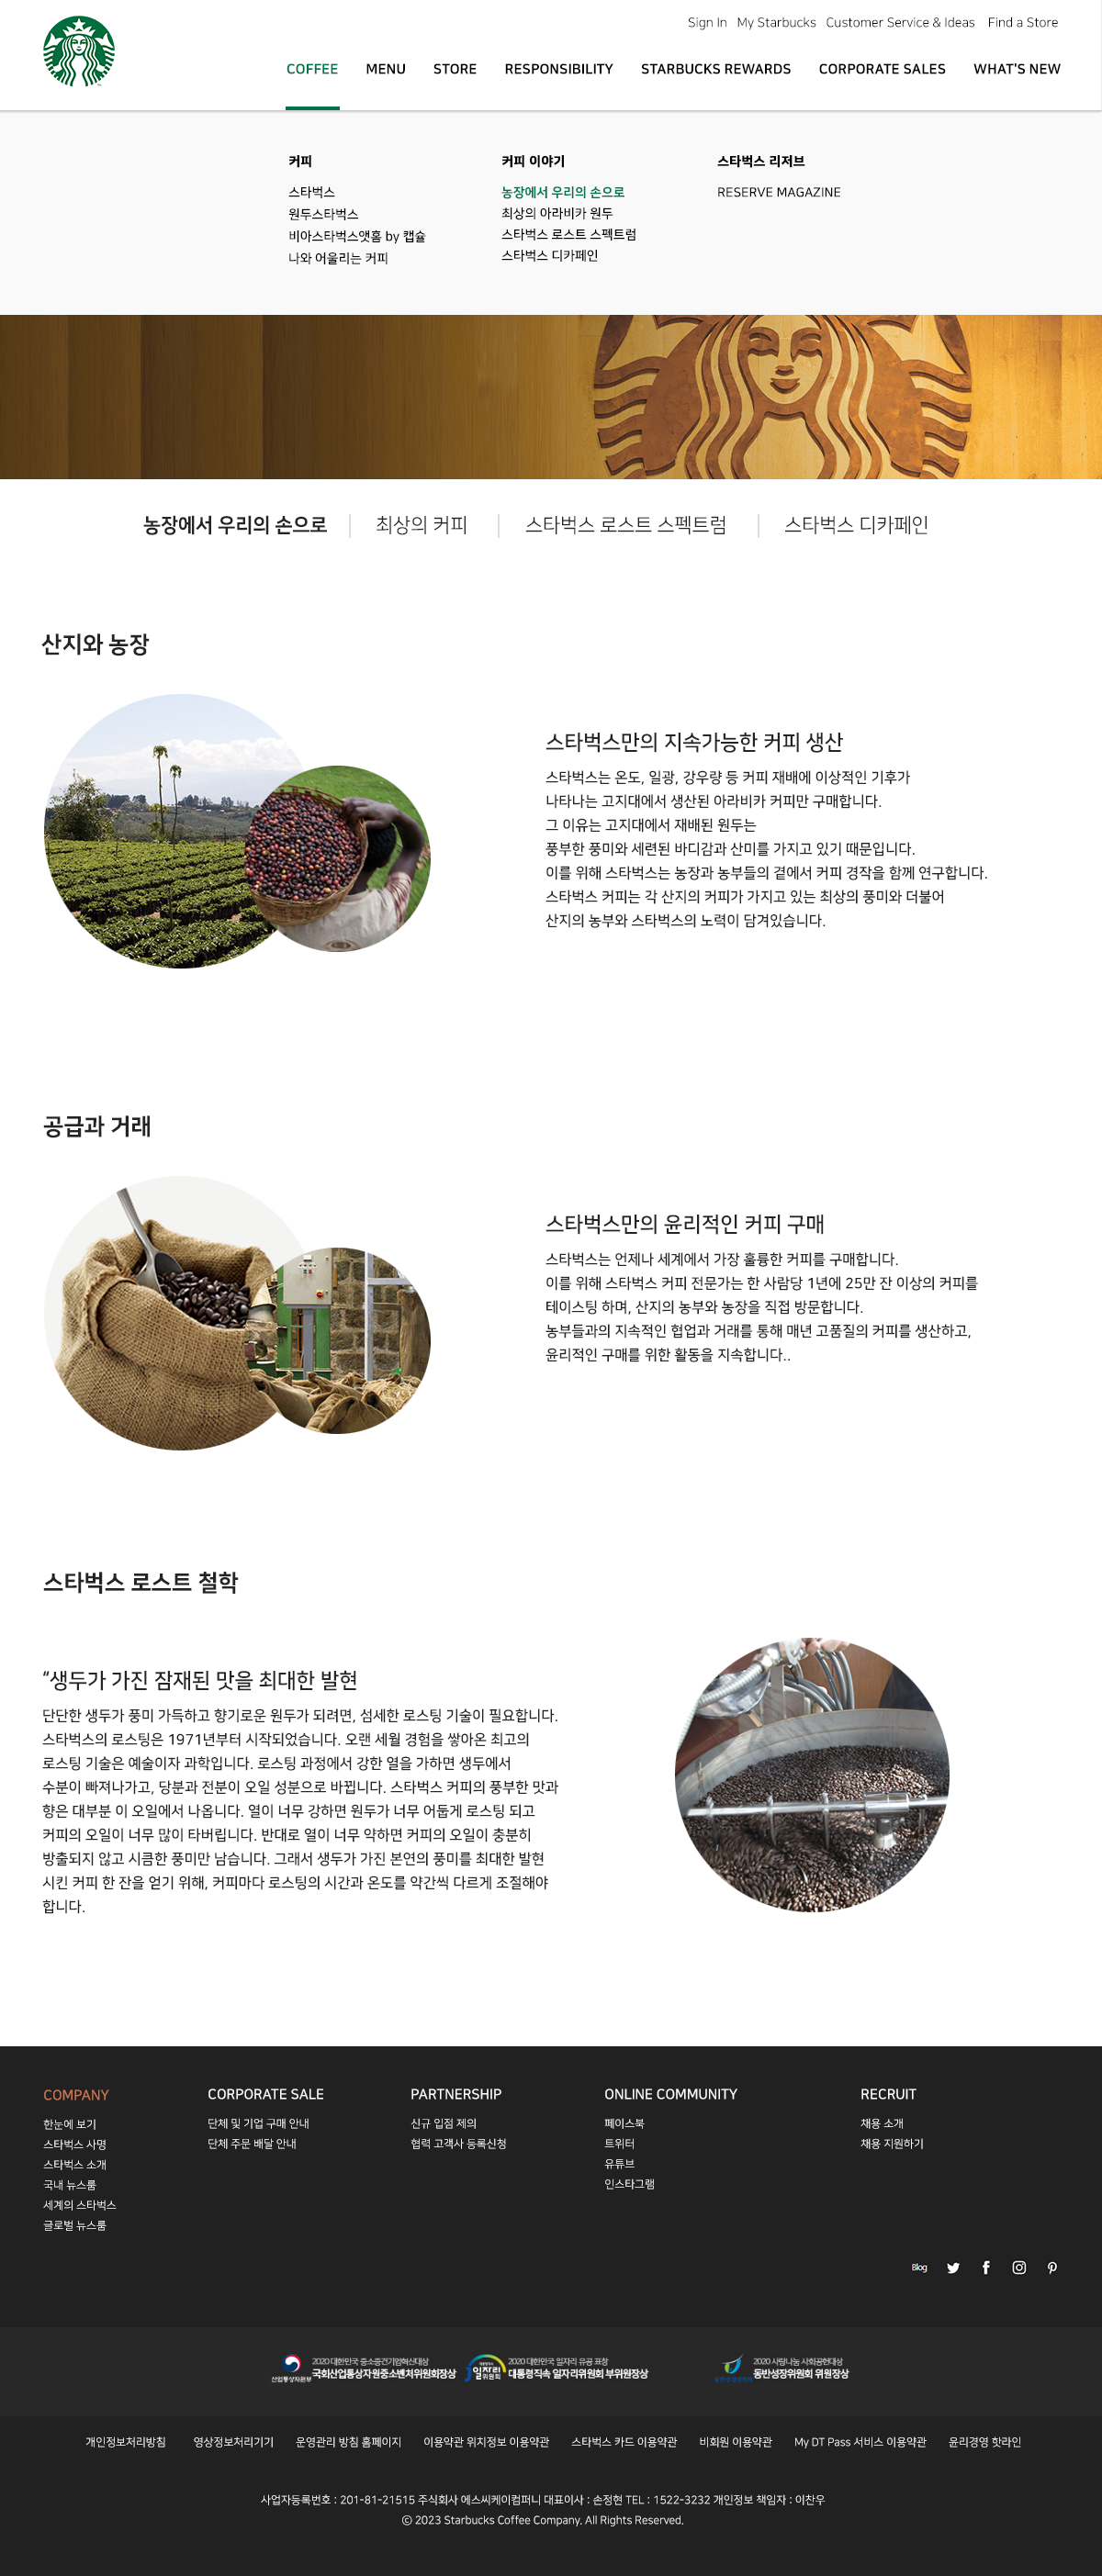 Sign In My Starbucks Customer Service & Ideas Find a Store
COFFEE MENU STORE RESPONSIBILITY STARBUCKS REWARDS CORPORATE SALES WHAT'S NEW
커피
스타벅스
원두스타벅스
비아스타벅스앳홈 by 캡슐
나와 어울리는 커피
커피 이야기
농장에서 우리의 손으로
최상의 아라비카 원두
스타벅스 로스트 스펙트럼
스타벅스 디카페인
스타벅스 리저브
RESERVE MAGAZINE
농장에서 우리의 손으로 최상의 커피 스타벅스 로스트 스펙트럼 스타벅스 디카페인
산지와 농장
스타벅스만의 지속가능한 커피 생산
스타벅스는 온도, 일광, 강우량 등 커피 재배에 이상적인 기후가
나타나는 고지대에서 생산된 아라비카 커피만 구매합니다.
그 이유는 고지대에서 재배된 원두는
풍부한 풍미와 세련된 바디감과 산미를 가지고 있기 때문입니다.
이를 위해 스타벅스는 농장과 농부들의 곁에서 커피 경작을 함께 연구합니다.
스타벅스 커피는 각 산지의 커피가 가지고 있는 최상의 풍미와 더불어
산지의 농부와 스타벅스의 노력이 담겨있습니다.
공급과 거래
스타벅스만의 윤리적인 커피 구매
스타벅스는 언제나 세계에서 가장 훌륭한 커피를 구매합니다.
이를 위해 스타벅스 커피 전문가는 한 사람당 1년에 25만 잔 이상의 커피를
테이스팅 하며, 산지의 농부와 농장을 직접 방문합니다.
농부들과의 지속적인 협업과 거래를 통해 매년 고품질의 커피를 생산하고,
윤리적인 구매를 위한 활동을 지속합니다..
스타벅스 로스트 철학
“생두가 가진 잠재된 맛을 최대한 발현
단단한 생두가 풍미 가득하고 향기로운 원두가 되려면, 섬세한 로스팅 기술이 필요합니다.
스타벅스의 로스팅은 1971년부터 시작되었습니다. 오랜 세월 경험을 쌓아온 최고의
로스팅 기술은 예술이자 과학입니다. 로스팅 과정에서 강한 열을 가하면 생두에서
수분이 빠져나가고, 당분과 전분이 오일 성분으로 바뀝니다. 스타벅스 커피의 풍부한 맛과
향은 대부분 이 오일에서 나옵니다. 열이 너무 강하면 원두가 너무 어둡게 로스팅 되고
커피의 오일이 너무 많이 타버립니다. 반대로 열이 너무 약하면 커피의 오일이 충분히
방출되지 않고 시큼한 풍미만 남습니다. 그래서 생두가 가진 본연의 풍미를 최대한 발현
시킨 커피 한 잔을 얻기 위해, 커피마다 로스팅의 시간과 온도를 약간씩 다르게 조절해야
합니다.
COMPANY
한눈에 보기
스타벅스 사명
스타벅스 소개
국내 뉴스룸
세계의 스타벅스
글로벌 뉴스룸
CORPORATE SALE
단체 및 기업 구매 안내
단체 주문 배달 안내
PARTNERSHIP
신규 입점 제의
협력 고객사 등록신청
ONLINE COMMUNITY
페이스북
트위터
유튜브
인스타그램
RECRUIT
채용 소개
채용 지원하기
Blog
산업통상자원부
2020 대한민국 중소중견기업혁신대상
국회산업통상자원중소벤처위원회장상
일자리
위원회
2020 대한민국 일자리 유공 표창
대통령직속 일자리위원회 부위원장상
2020 사랑나눔 사회공헌대상
동반성장위원회 위원장상
개인정보처리방침 영상정보처리기기 운영관리 방침 홈페이지 이용약관 위치정보 이용약관 스타벅스 카드 이용약관 비회원 이용약관 My DT Pass 서비스 이용약관 윤리경영 핫라인
사업자등록번호 : 201-81-21515 주식회사 에스씨케이컴퍼니 대표이사 : 손정현 TEL : 1522-3232 개인정보 책임자 : 이찬우
ⓒ 2023 Starbucks Coffee Company. All Rights Reserved.